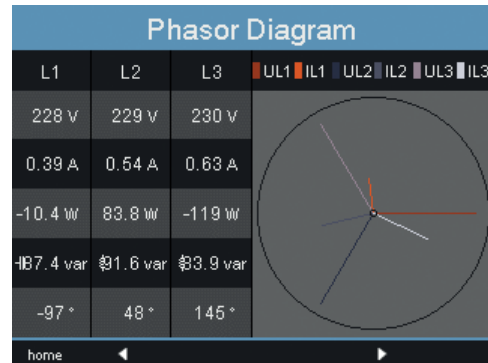 Phasor Diagram
L1 L2 L3 UL1 IL1 UL2 IL2 UL3 IL3
228 V 229 V 230 V
0.39 A 0.54 A 0.63 A
-10.4 W 83.8 W -119 W
var var var
-97 ° 48 ° 145 °
home